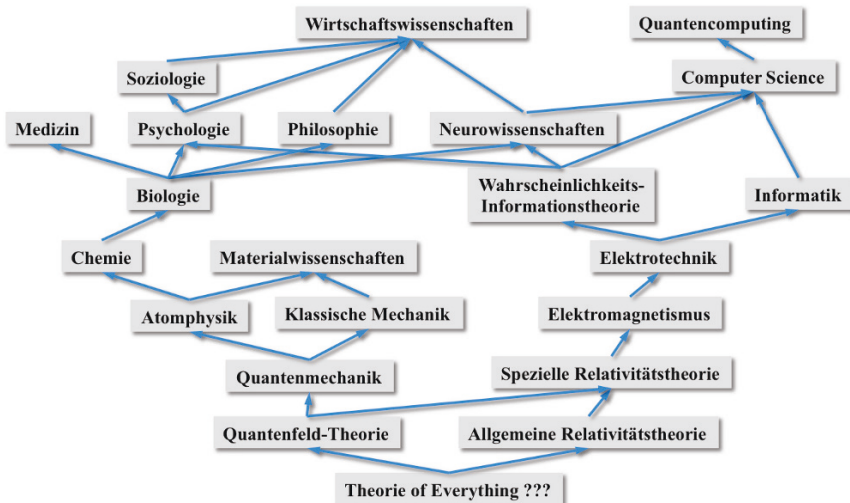 Wirtschaftswissenschaften
Quantencomputing
Soziologie
Computer Science
Medizin
Psychologie
Philosophie
Neurowissenschaften
Biologie
Wahrscheinlichkeits-
Informationstheorie
Informatik
Chemie
Materialwissenschaften
Elektrotechnik
Atomphysik
Klassische Mechanik
Elektromagnetismus
Quantenmechanik
Spezielle Relativitätstheorie
Quantenfeld-Theorie
Allgemeine Relativitätstheorie
Theorie of Everything ???